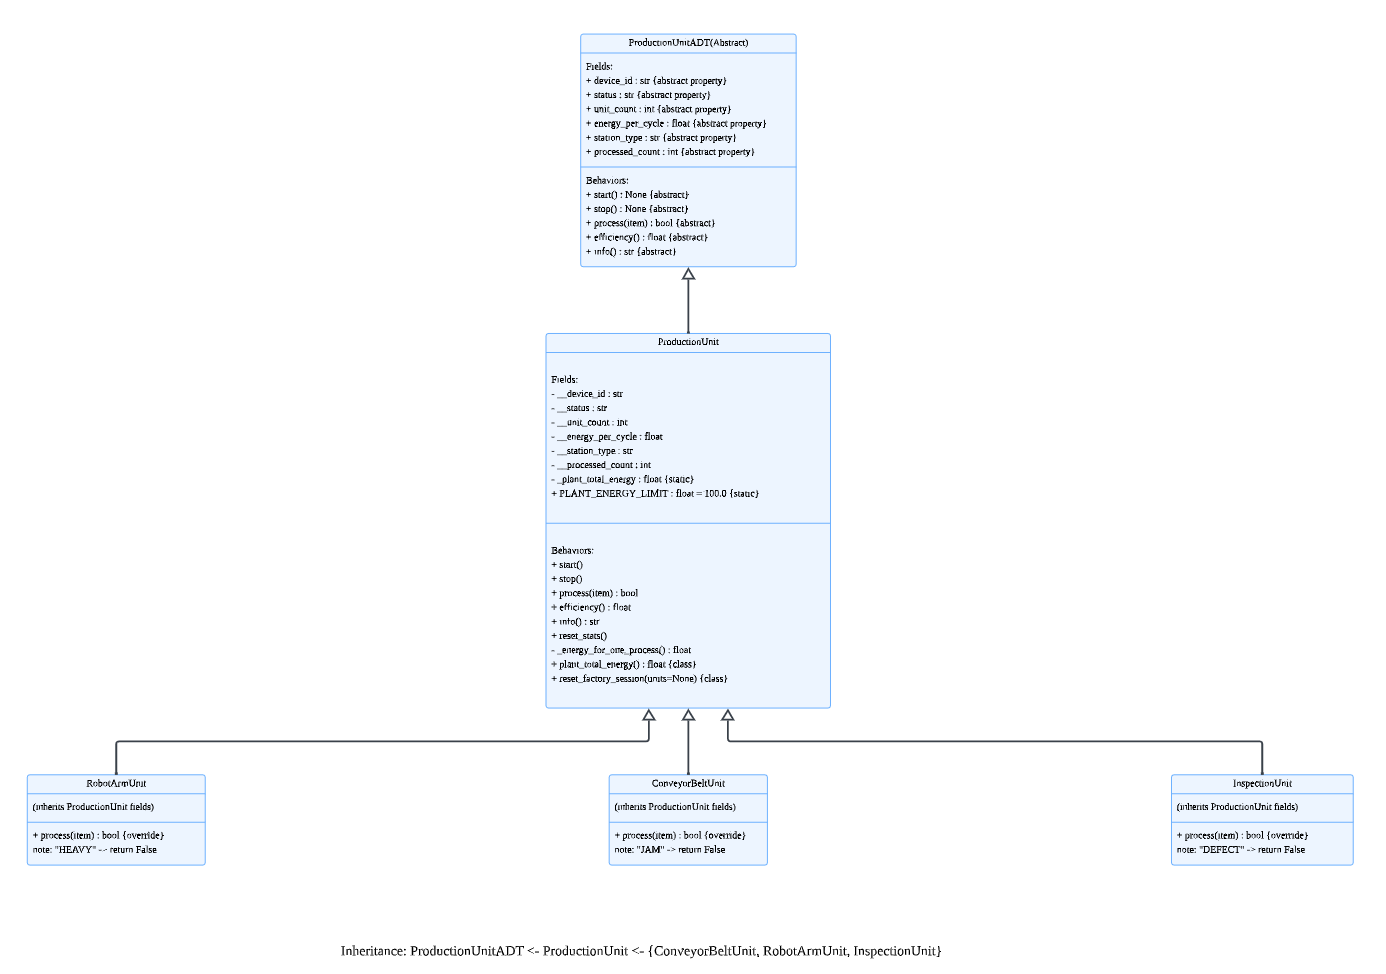 ProductionUnitADT(Abstract)
Fields:
+ device_id : str {abstract property}
+ status : str {abstract property}
+ unit_count : int {abstract property}
+ energy_per_cycle : float {abstract property}
+ station_type : str {abstract property}
+ processed_count : int {abstract property}
Behaviors:
+ start() : None {abstract}
+ stop() : None {abstract}
+ process(item) : bool {abstract}
+ efficiency() : float {abstract}
+ info() : str {abstract}
ProductionUnit
Fields:
- __device_id : str
- __status : str
- __unit_count : int
- __energy_per_cycle : float
- __station_type : str
- __processed_count : int
- _plant_total_energy : float {static}
+ PLANT_ENERGY_LIMIT : float = 100.0 {static}
Behaviors:
+ start()
+ stop()
+ process(item) : bool
+ efficiency() : float
+ info() : str
+ reset_stats()
- _energy_for_one_process() : float
+ plant_total_energy() : float {class}
+ reset_factory_session(units=None) {class}
RobotArmUnit
(inherits ProductionUnit fields)
+ process(item) : bool {override}
note: "HEAVY" -> return False
ConveyorBeltUnit
(inherits ProductionUnit fields)
+ process(item) : bool {override}
note: "JAM" -> return False
InspectionUnit
(inherits ProductionUnit fields)
+ process(item) : bool {override}
note: "DEFECT" -> return False
Inheritance: ProductionUnitADT <- ProductionUnit <- {ConveyorBeltUnit, RobotArmUnit, InspectionUnit}